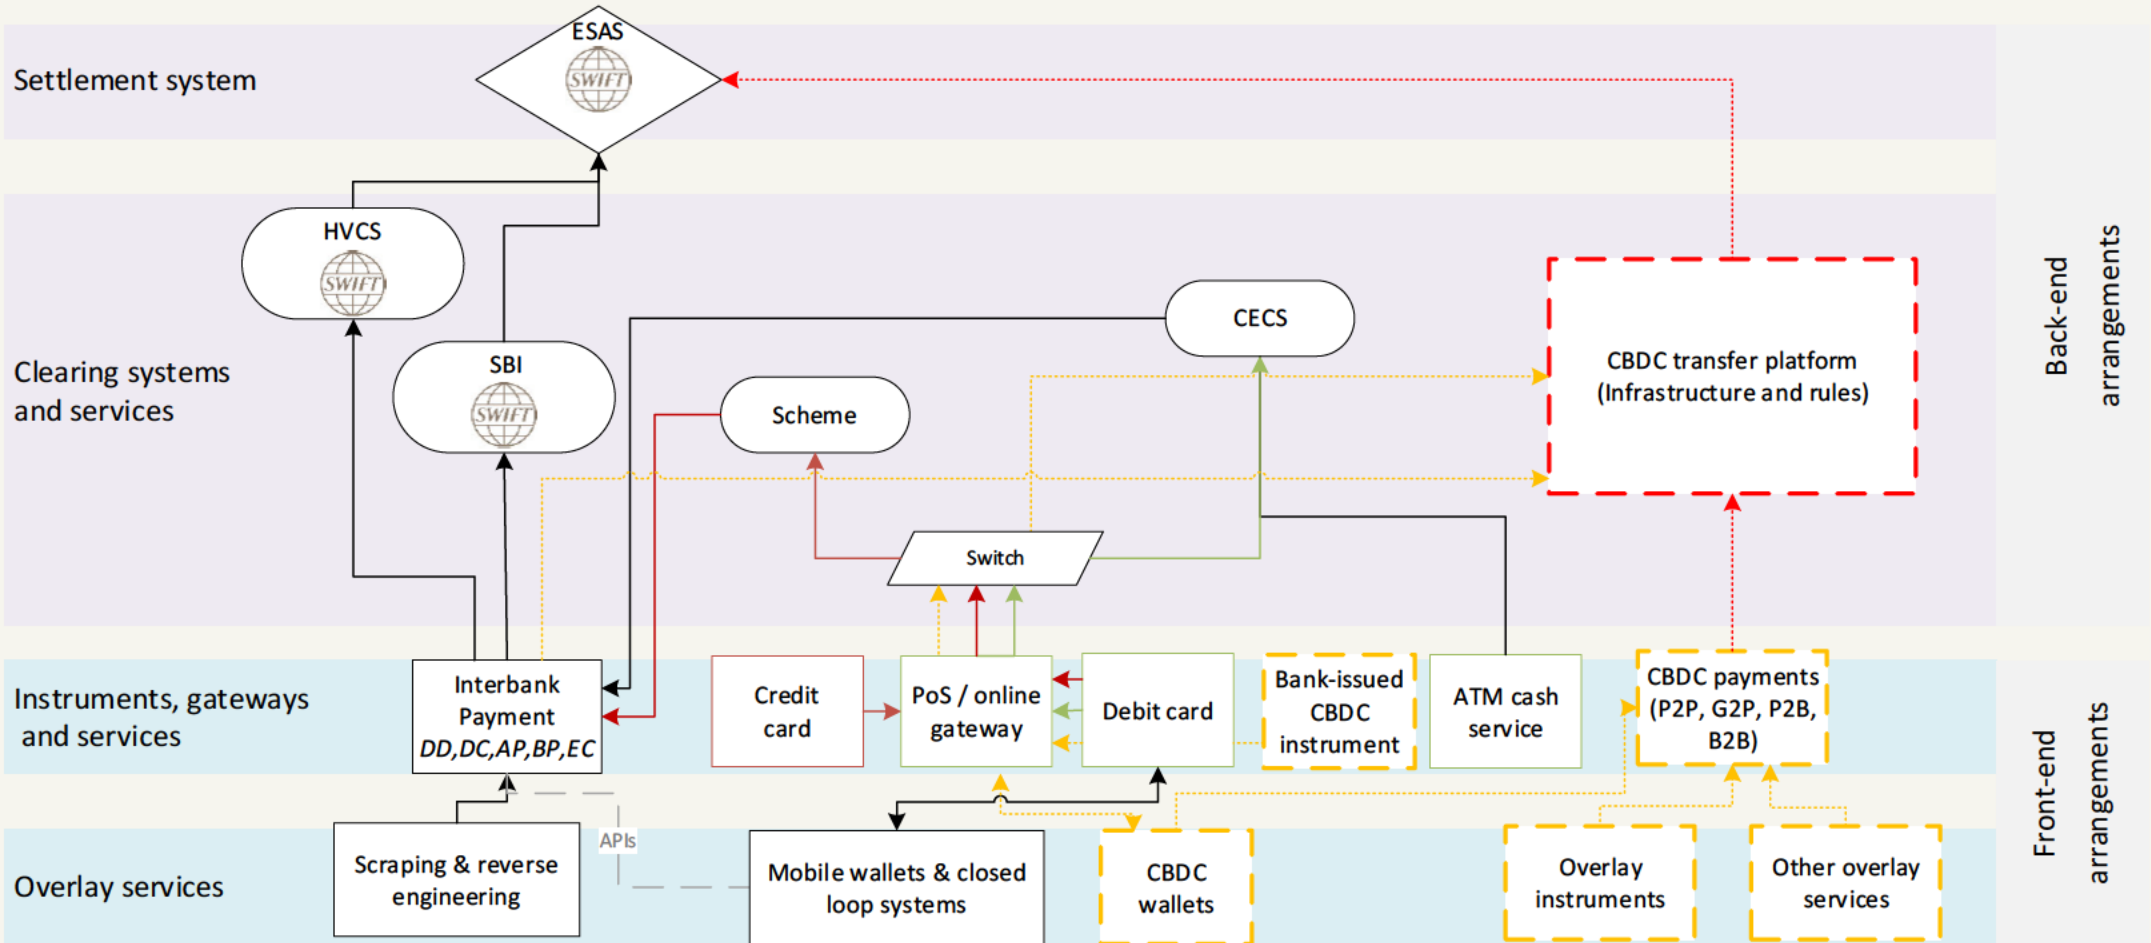 ESAS
SWIFT
Settlement system
HVCS
SWIFT
SBI
SWIFT
CECS
Scheme
Clearing systems
and services
CBDC transfer platform
(Infrastructure and rules)
Switch
Back-end
arrangements
Instruments, gateways
and services
Interbank
Payment
DD,DC,AP,BP,EC
Credit
card
PoS / online
gateway
Debit card
Bank-issued
CBDC
instrument
ATM cash
service
CBDC payments
(P2P, G2P, P2B,
B2B)
Front-end
arrangements
Overlay services
Scraping & reverse
engineering
APIs
Mobile wallets & closed
loop systems
CBDC
wallets
Overlay
instruments
Other overlay
services